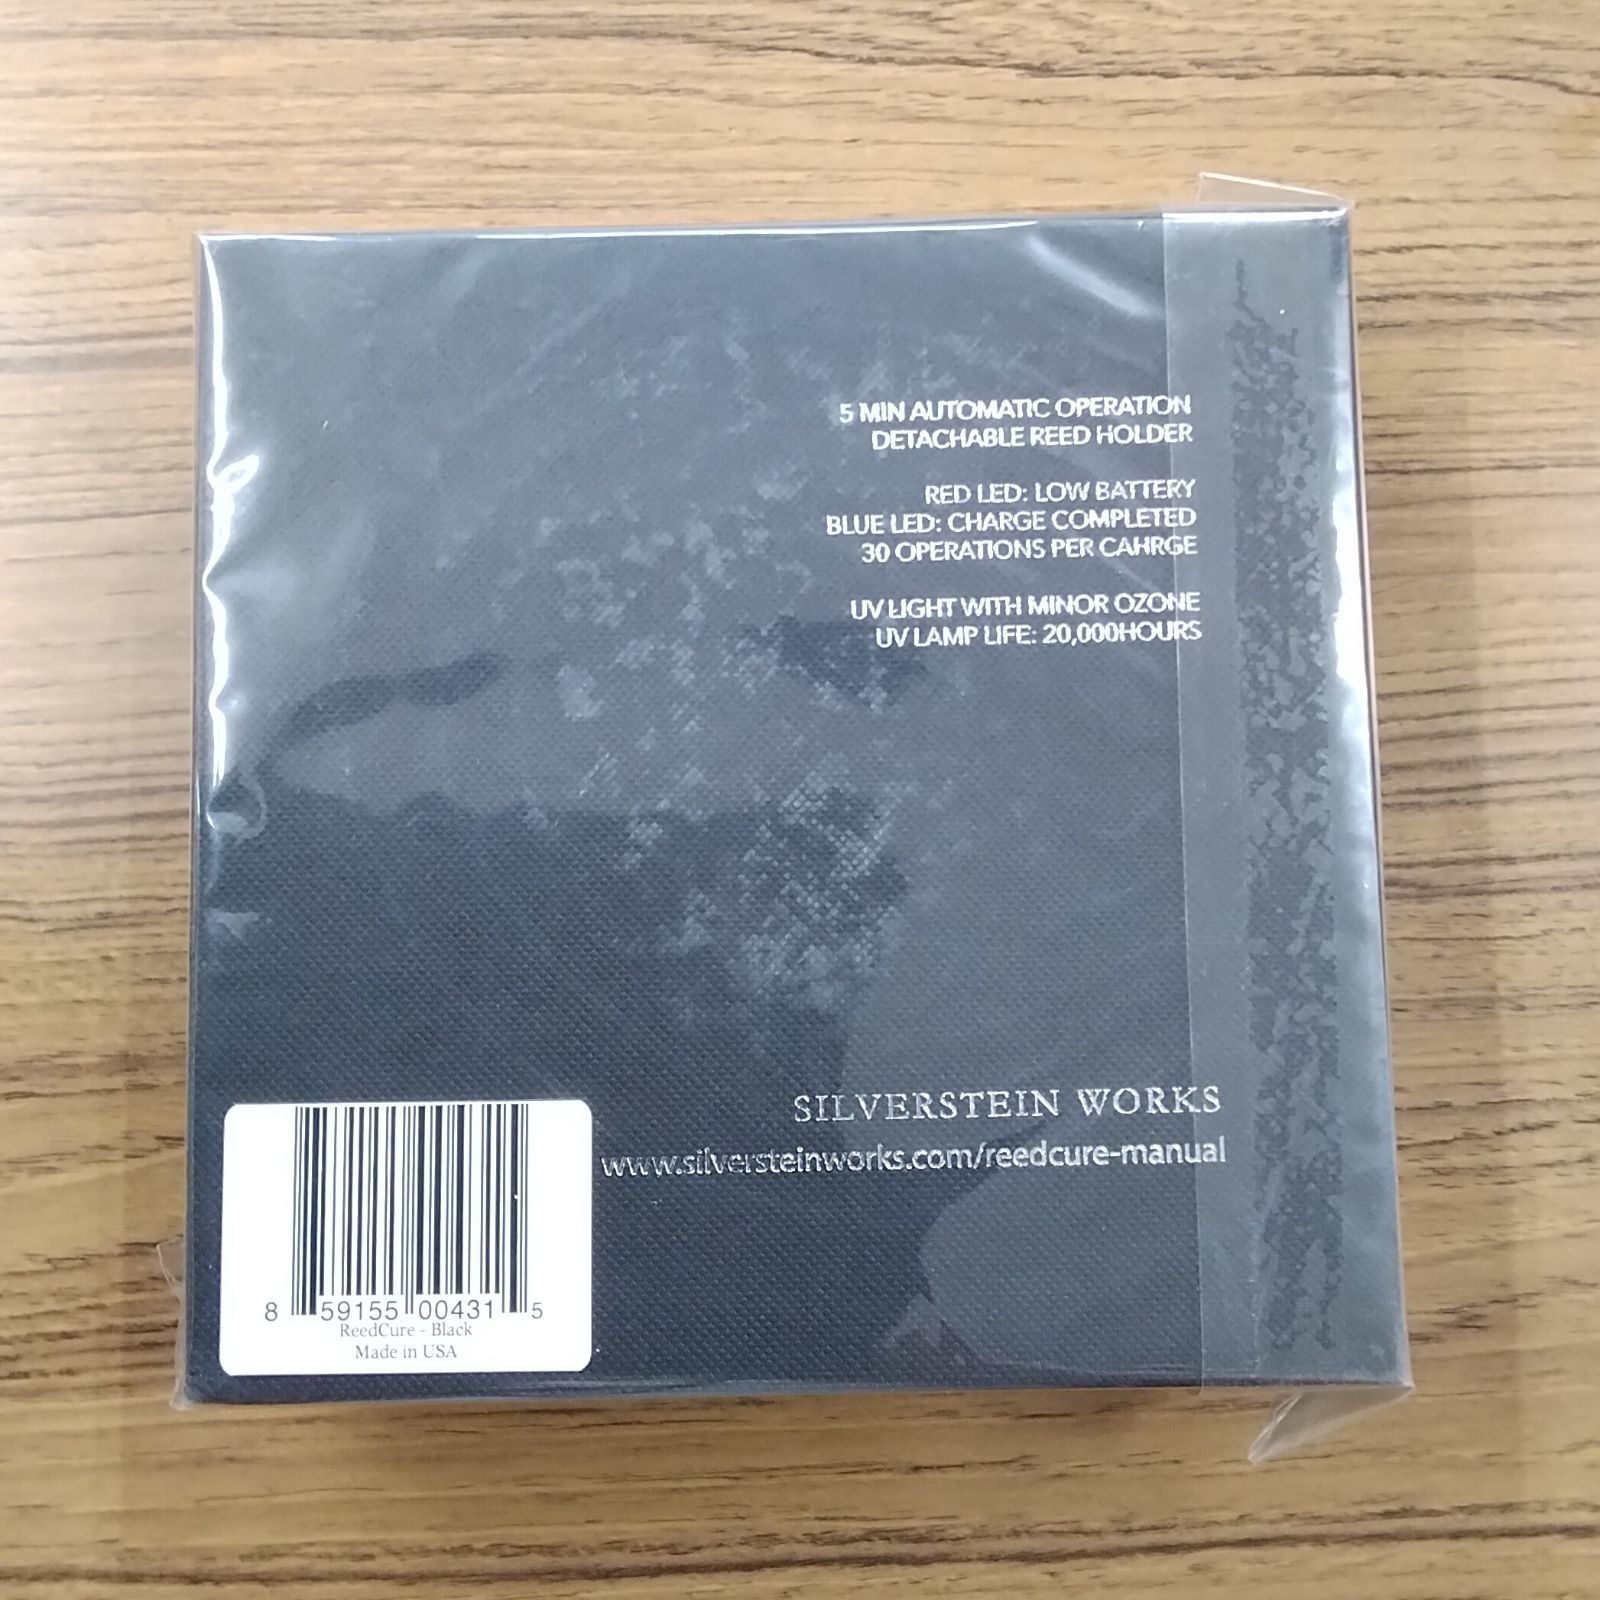 5 MIN AUTOMATIC OPERATION
DETACHABLE REED HOLDER
RED LED: LOW BATTERY
BLUE LED: CHARGE COMPLETED
30 OPERATIONS PER CAHRGE
UV LIGHT WITH MINOR OZONE
UV LAMP LIFE: 20,000HOURS
SILVERSTEIN WORKS
www.silversteinworks.com/reedcure-manual
8 59155 00431 5
ReedCure - Black
Made in USA